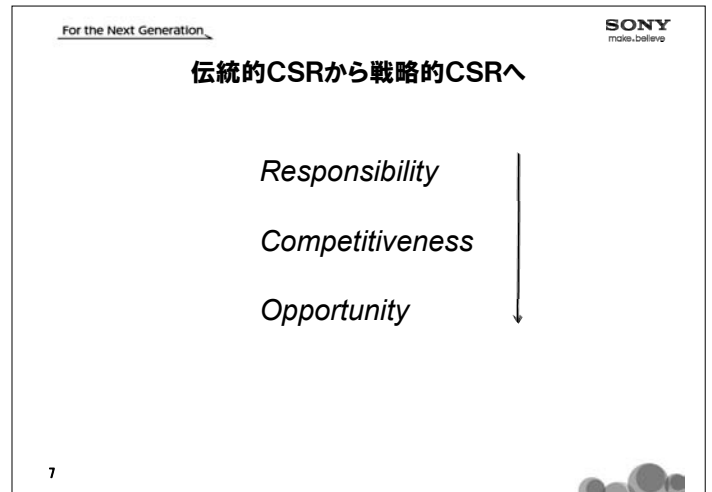 For the Next Generation
SONY
make.believe
伝統的CSRから戦略的CSRへ
Responsibility
Competitiveness
Opportunity
7